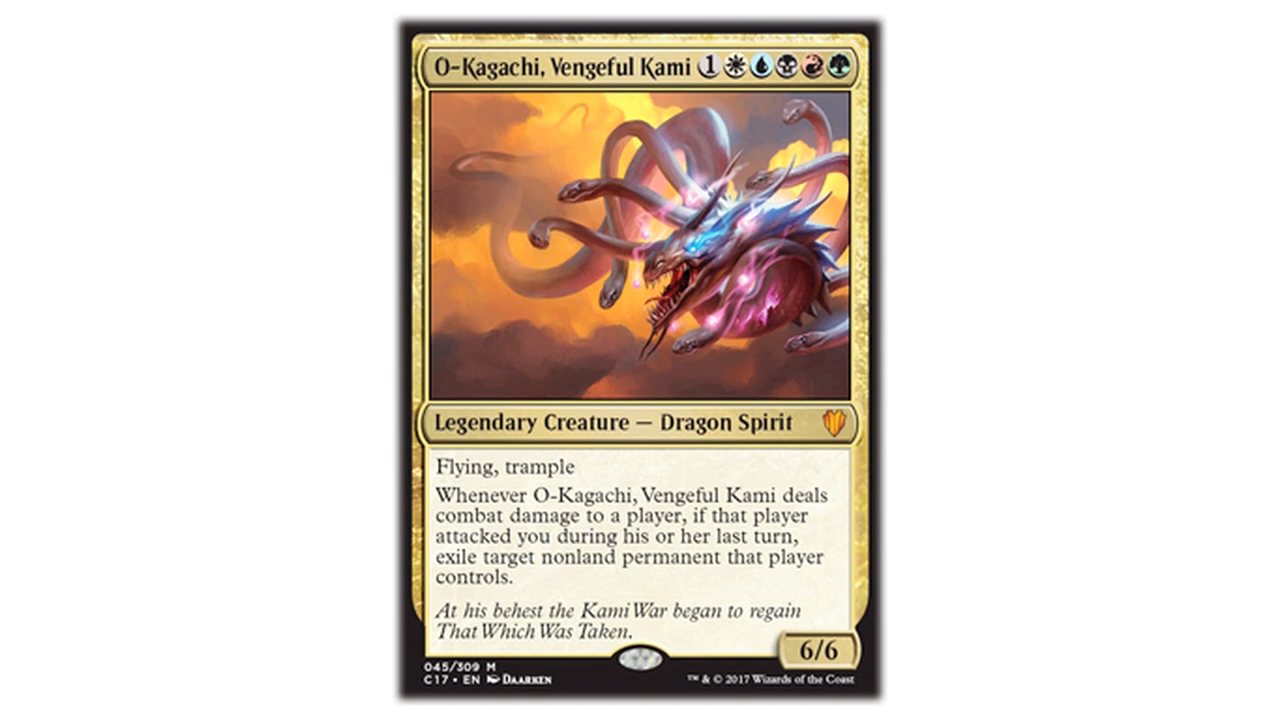 O-Kagachi, Vengeful Kami 1
Legendary Creature — Dragon Spirit
Flying, trample
Whenever O-Kagachi, Vengeful Kami deals
combat damage to a player, if that player
attacked you during his or her last turn,
exile target nonland permanent that player
controls.
At his behest the Kami War began to regain
That Which Was Taken.
6/6
045/309 M
C17 • EN DAARKEN
™ & © 2017 Wizards of the Coast